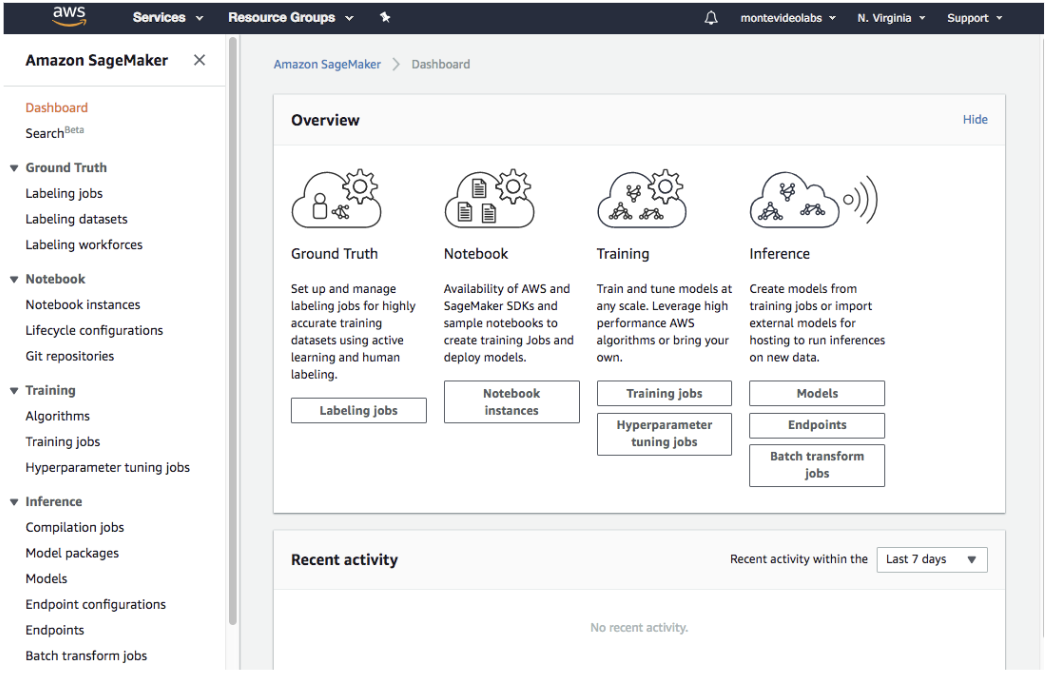 aws Services Resource Groups montevideolabs N. Virginia Support
Amazon SageMaker
Dashboard
SearchBeta
Ground Truth
Labeling jobs
Labeling datasets
Labeling workforces
Notebook
Notebook instances
Lifecycle configurations
Git repositories
Training
Algorithms
Training jobs
Hyperparameter tuning jobs
Inference
Compilation jobs
Model packages
Models
Endpoint configurations
Endpoints
Batch transform jobs
Amazon SageMaker > Dashboard
Overview Hide
Ground Truth
Set up and manage
labeling jobs for highly
accurate training
datasets using active
learning and human
labeling.
Labeling jobs
Notebook
Availability of AWS and
SageMaker SDKs and
sample notebooks to
create training Jobs and
deploy models.
Notebook
instances
Training
Train and tune models at
any scale. Leverage high
performance AWS
algorithms or bring your
own.
Training jobs
Hyperparameter
tuning jobs
Inference
Create models from
training jobs or import
external models for
hosting to run inferences
on new data.
Models
Endpoints
Batch transform
jobs
Recent activity Recent activity within the Last 7 days
No recent activity.